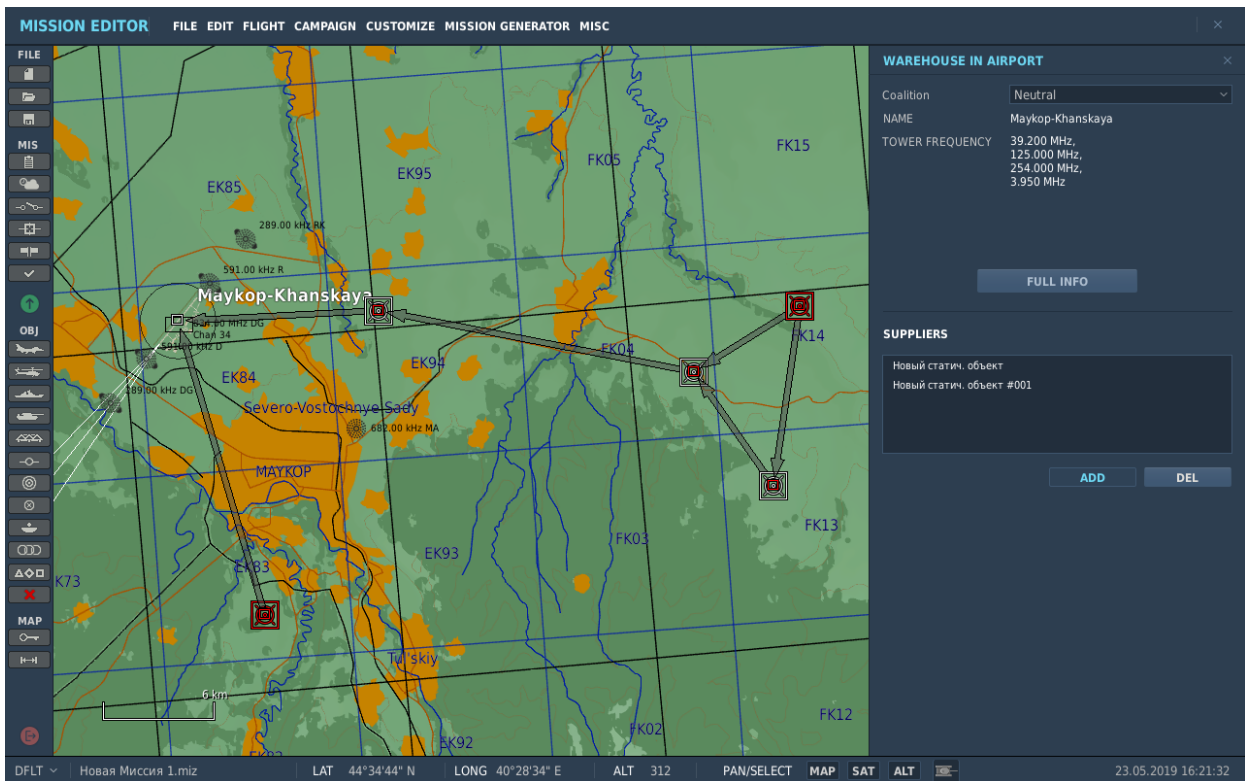 MISSION EDITOR FILE EDIT FLIGHT CAMPAIGN CUSTOMIZE MISSION GENERATOR MISC
FILE
MIS
OBJ
MAP
EK85
EK95
FK05
FK15
289.00 kHz RK
591.00 kHz R
Maykop-Khanskaya
Chan 34
FK04
EK94
EK84
289.00 kHz DG
Severo-Vostochnye Sady
682.00 kHz MA
MAYKOP
FK13
EK93
FK03
EK83
K73
6 km
FK12
FK02
EK92
WAREHOUSE IN AIRPORT
Coalition Neutral
NAME Maykop-Khanskaya
TOWER FREQUENCY 39.200 MHz,
125.000 MHz,
254.000 MHz,
3.950 MHz
FULL INFO
SUPPLIERS
Новый статич. объект
Новый статич. объект #001
ADD DEL
DFLT Новая Миссия 1.miz LAT 44°34'44" N LONG 40°28'34" E ALT 312 PAN/SELECT MAP SAT ALT 23.05.2019 16:21:32